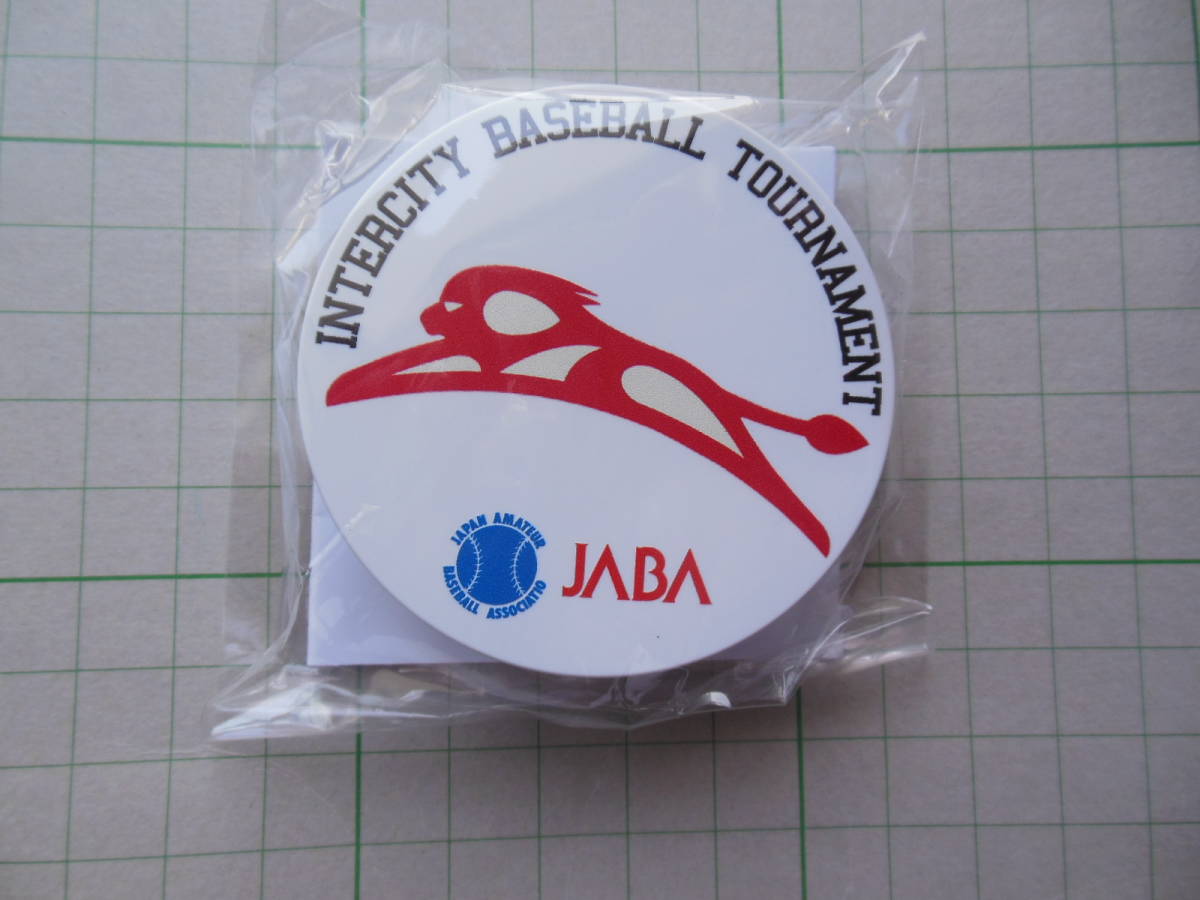 INTERCITY BASEBALL TOURNAMENT
JAPAN AMATEUR
BASEBALL ASSOCIATIO
JABA